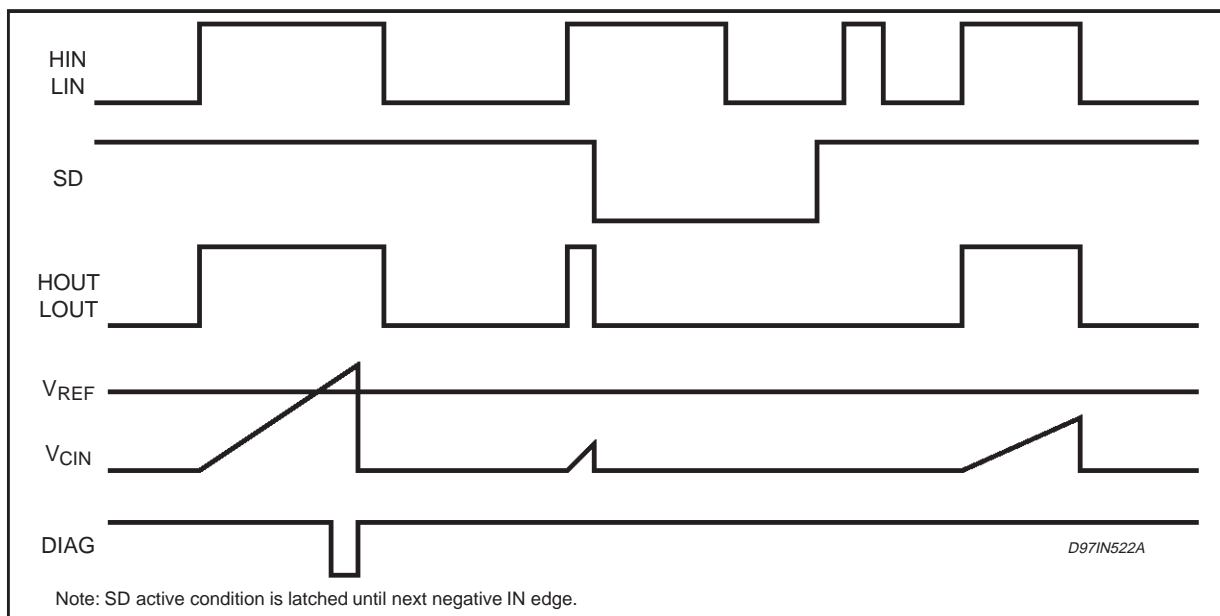 HIN
LIN
SD
HOUT
LOUT
VREF
VCIN
DIAG
D97IN522A
Note: SD active condition is latched until next negative IN edge.